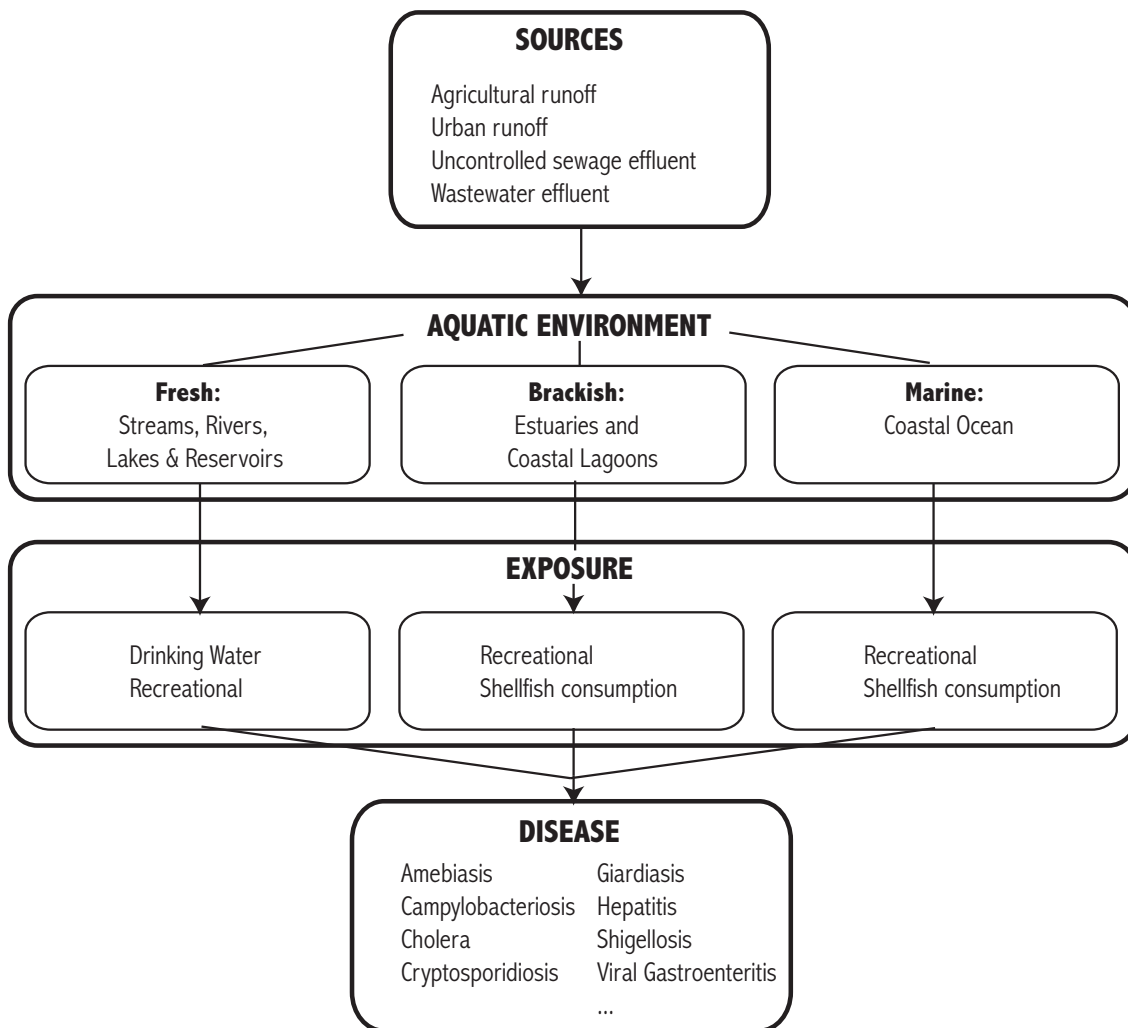 SOURCES
Agricultural runoff
Urban runoff
Uncontrolled sewage effluent
Wastewater effluent
AQUATIC ENVIRONMENT
Fresh:
Streams, Rivers,
Lakes & Reservoirs
Brackish:
Estuaries and
Coastal Lagoons
Marine:
Coastal Ocean
EXPOSURE
Drinking Water
Recreational
Recreational
Shellfish consumption
Recreational
Shellfish consumption
DISEASE
Amebiasis
Campylobacteriosis
Cholera
Cryptosporidiosis
Giardiasis
Hepatitis
Shigellosis
Viral Gastroenteritis
...